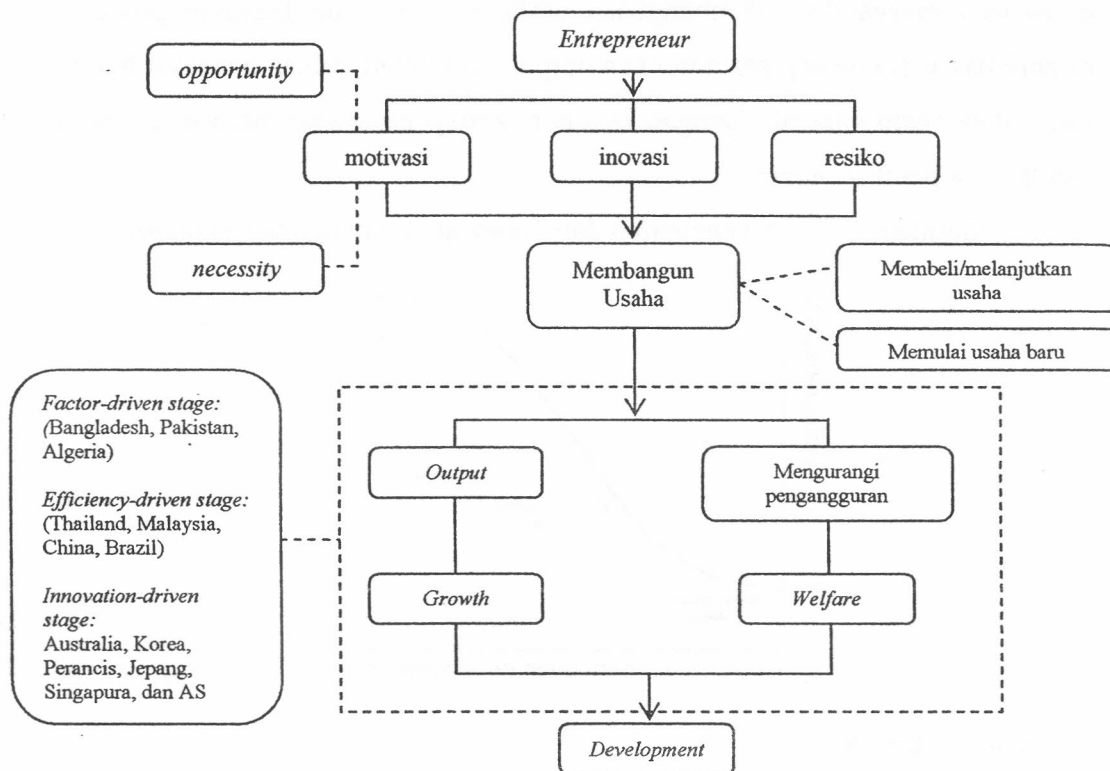 Entrepreneur
opportunity
motivasi
inovasi
resiko
necessity
Membangun
Usaha
Membeli/melanjutkan
usaha
Memulai usaha baru
Factor-driven stage:
(Bangladesh, Pakistan,
Algeria)
Efficiency-driven stage:
(Thailand, Malaysia,
China, Brazil)
Innovation-driven
stage:
Australia, Korea,
Perancis, Jepang,
Singapura, dan AS
Output
Mengurangi
pengangguran
Growth
Welfare
Development